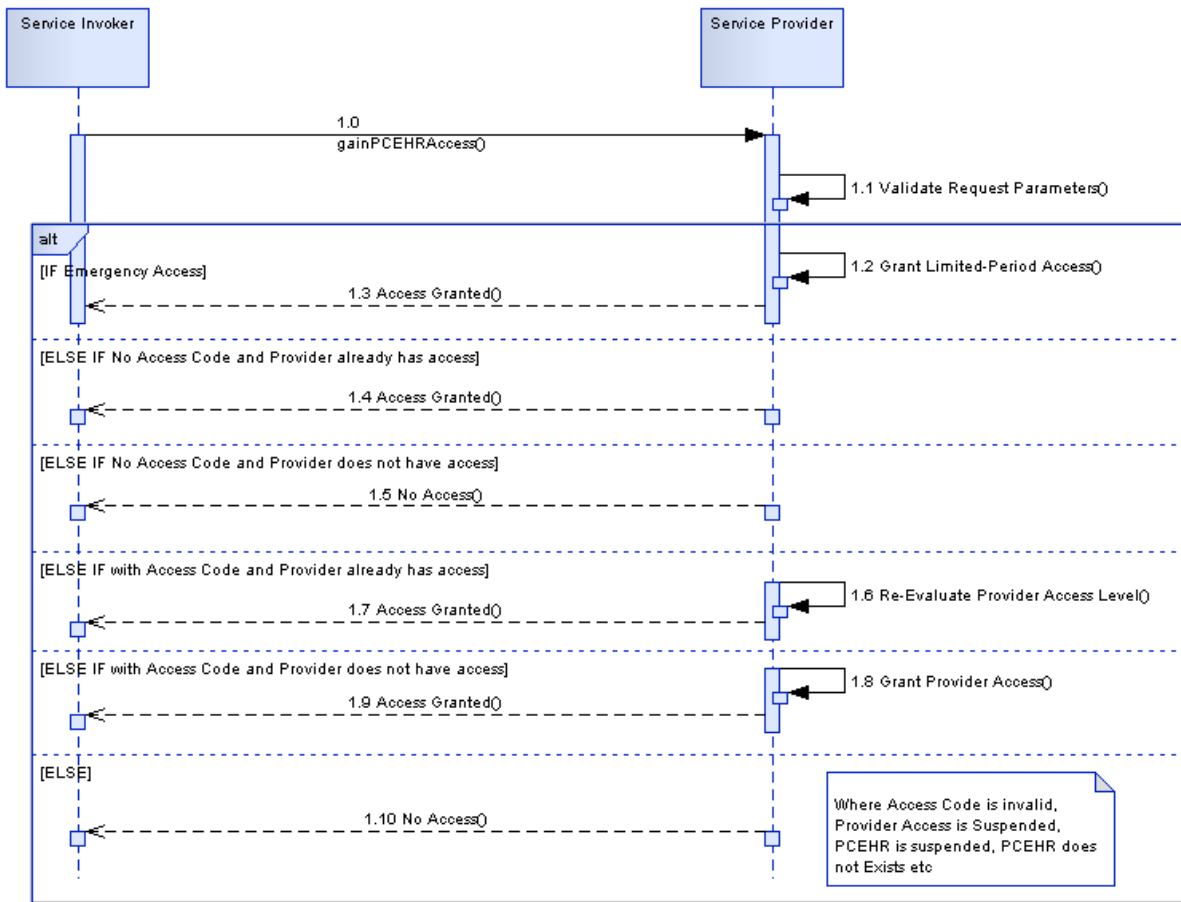 Service Invoker
Service Provider
1.0
gainPCEHRAccess()
1.1 Validate Request Parameters()
alt
1.2 Grant Limited-Period Access()
[IF Emergency Access]
1.3 Access Granted()
[ELSE IF No Access Code and Provider already has access]
1.4 Access Granted()
[ELSE IF No Access Code and Provider does not have access]
1.5 No Access()
[ELSE IF with Access Code and Provider already has access]
1.6 Re-Evaluate Provider Access Level()
1.7 Access Granted()
[ELSE IF with Access Code and Provider does not have access]
1.8 Grant Provider Access()
1.9 Access Granted()
[ELSE]
1.10 No Access()
Where Access Code is invalid,
Provider Access is Suspended,
PCEHR is suspended, PCEHR does
not Exists etc